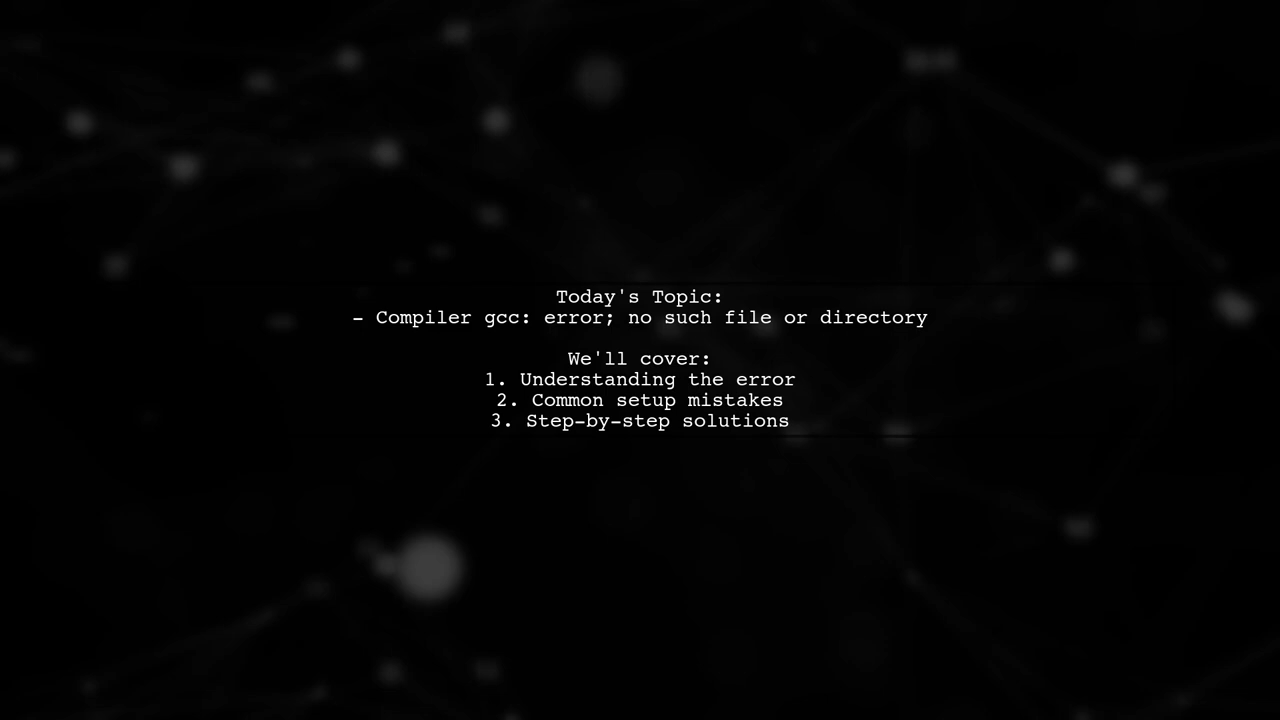 Today's Topic:
- Compiler gcc: error; no such file or directory
We'll cover:
1. Understanding the error
2. Common setup mistakes
3. Step-by-step solutions